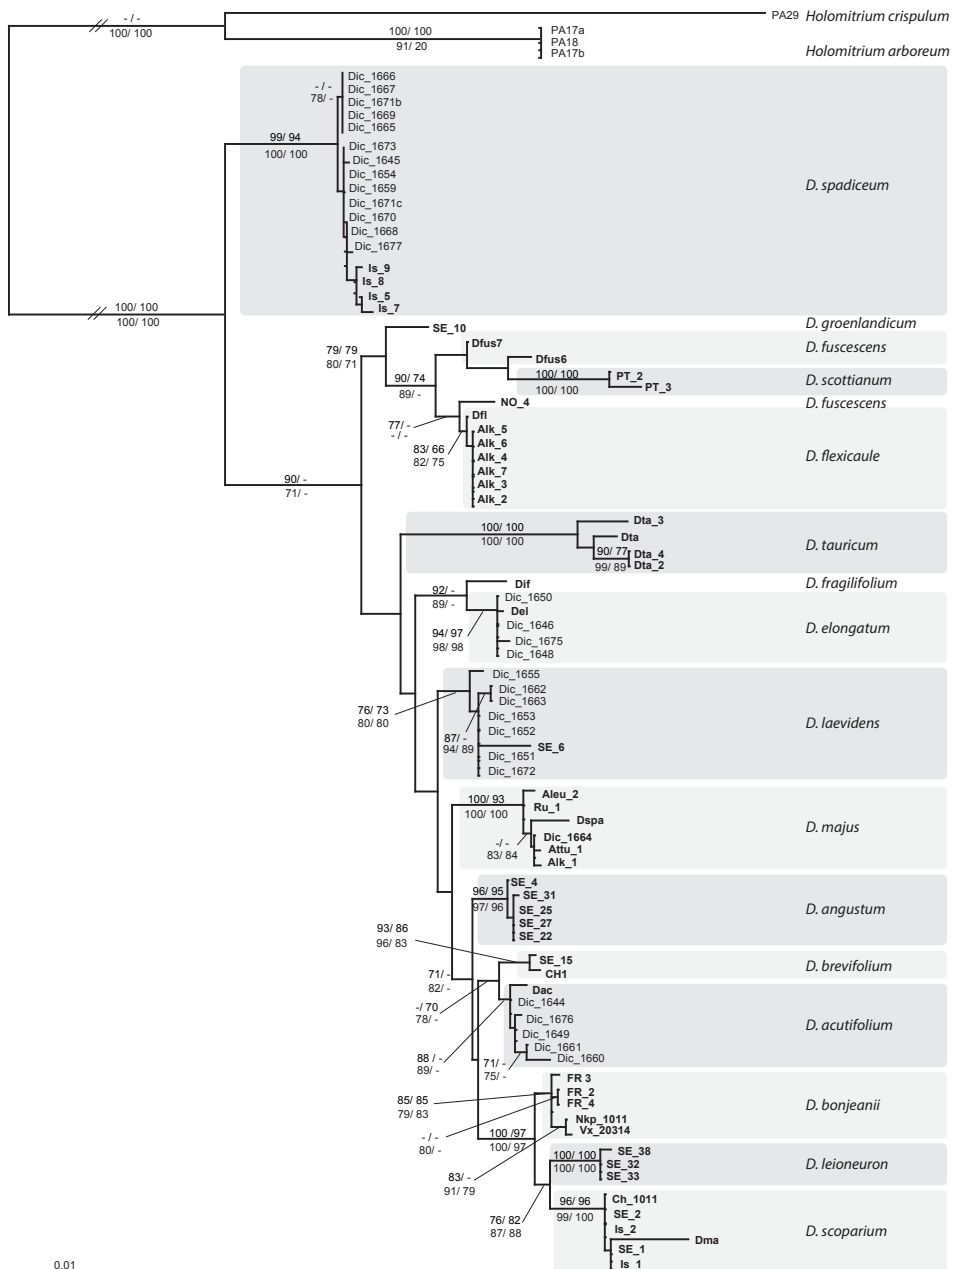 - / -
100/ 100
PA29 Holomitrium crispulum
100/ 100
91/ 20
PA17a
PA18
PA17b
Holomitrium arboreum
Dic_1666
Dic_1667
Dic_1671b
Dic_1669
Dic_1665
- / -
78/ -
99/ 94
100/ 100
Dic_1673
Dic_1645
Dic_1654
Dic_1659
Dic_1671c
Dic_1670
Dic_1668
Dic_1677
Is_9
Is_8
Is_5
Is_7
D. spadiceum
100/ 100
100/ 100
SE_10
D. groenlandicum
79/ 79
80/ 71
Dfus7
D. fuscescens
Dfus6
90/ 74
89/ -
100/ 100
100/ 100
PT_2
PT_3
D. scottianum
NO_4
D. fuscescens
77/ -
- / -
83/ 66
82/ 75
Dfl
Alk_5
Alk_6
Alk_4
Alk_7
Alk_3
Alk_2
D. flexicaule
90/ -
71/ -
100/ 100
100/ 100
Dta_3
Dta
90/ 77
99/ 89
Dta_4
Dta_2
D. tauricum
92/ -
89/ -
Dif
D. fragilifolium
94/ 97
98/ 98
Dic_1650
Del
Dic_1646
Dic_1675
Dic_1648
D. elongatum
76/ 73
80/ 80
87/ -
94/ 89
Dic_1655
Dic_1662
Dic_1663
Dic_1653
Dic_1652
SE_6
Dic_1651
Dic_1672
D. laevidens
100/ 93
100/ 100
Aleu_2
Ru_1
Dspa
-/ -
83/ 84
Dic_1664
Attu_1
Alk_1
D. majus
96/ 95
97/ 96
SE_4
SE_31
SE_25
SE_27
SE_22
D. angustum
93/ 86
96/ 83
SE_15
CH1
D. brevifolium
71/ -
82/ -
-/ 70
78/ -
88 / -
89/ -
71/ -
75/ -
Dac
Dic_1644
Dic_1676
Dic_1649
Dic_1661
Dic_1660
D. acutifolium
85/ 85
79/ 83
- / -
80/ -
100 /97
100/ 97
83/ -
91/ 79
FR 3
FR_2
FR_4
Nkp_1011
Vx_20314
D. bonjeanii
100/ 100
100/ 100
SE_38
SE_32
SE_33
D. leioneuron
76/ 82
87/ 88
96/ 96
99/ 100
Ch_1011
SE_2
Is_2
Dma
SE_1
Is_1
D. scoparium
0.01